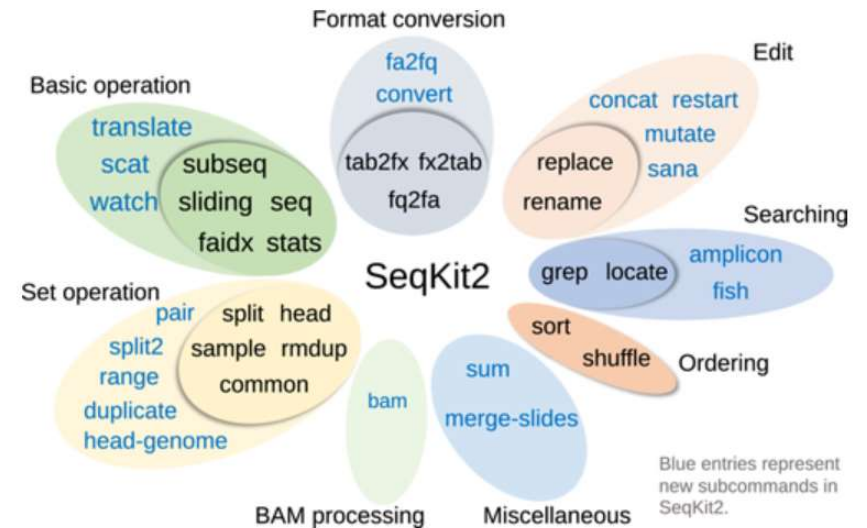 Format conversion
fa2fq
convert
tab2fx fx2tab
fq2fa
Edit
concat restart
mutate
sana
replace
rename
Basic operation
translate
scat
watch
subseq
sliding seq
faidx stats
SeqKit2
Searching
grep locate
amplicon
fish
Set operation
pair
split2
range
duplicate
head-genome
split head
sample rmdup
common
sort
shuffle
Ordering
bam
BAM processing
sum
merge-slides
Miscellaneous
Blue entries represent
new subcommands in
SeqKit2.